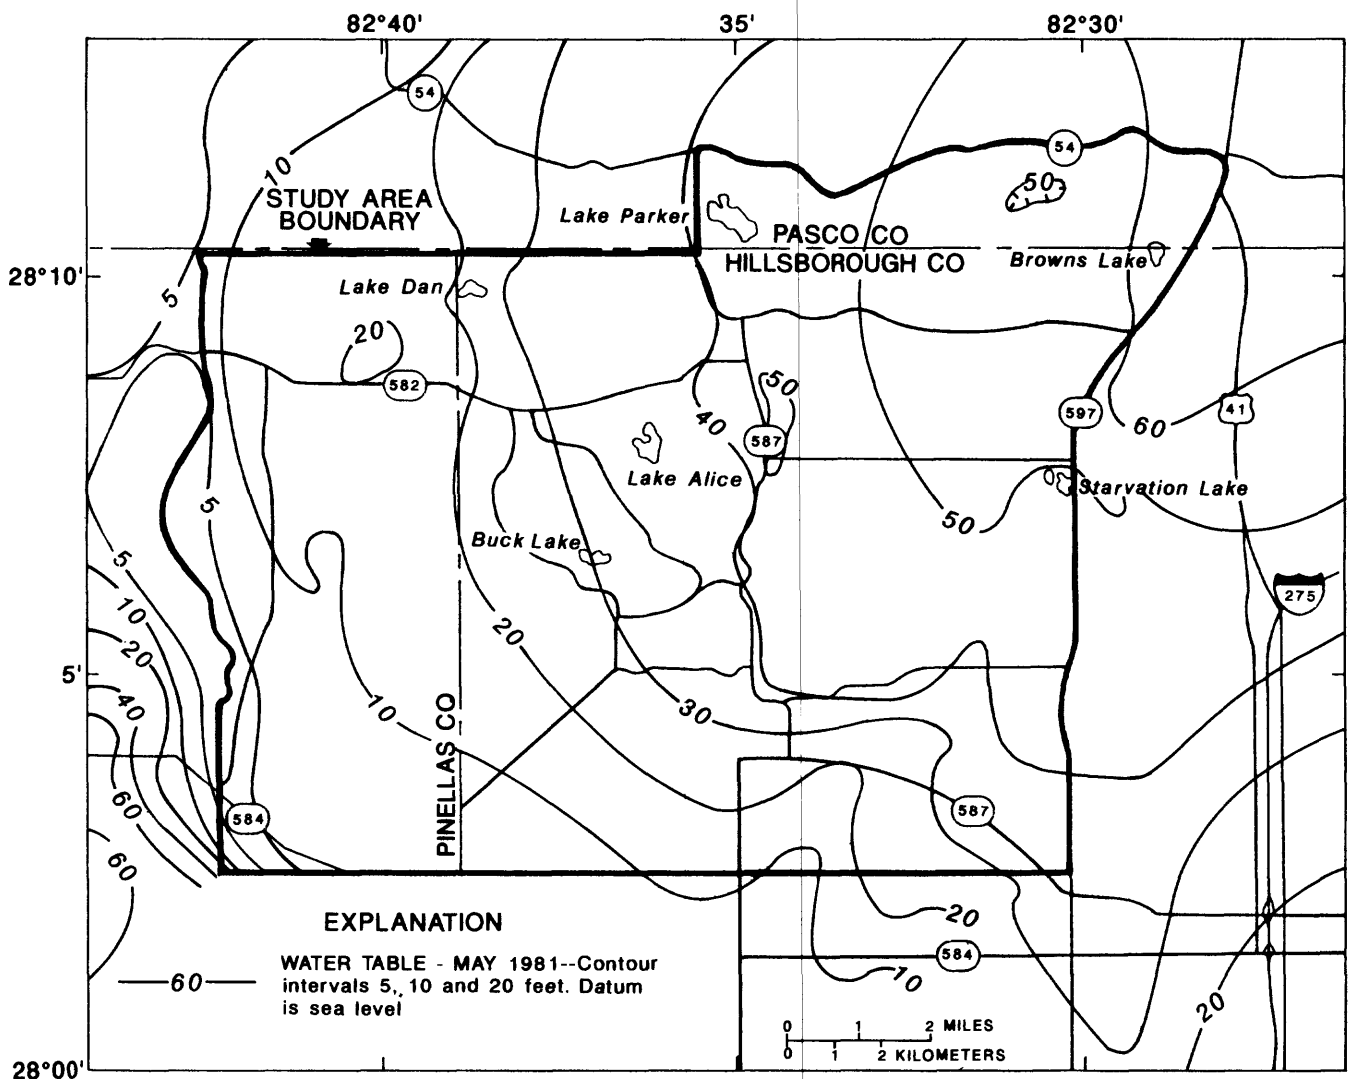 82°40' 35' 82°30'
54
10
STUDY AREA
BOUNDARY
Lake Parker
54
50
PASCO CO
HILLSBOROUGH CO
Browns Lake
28°10'
5
Lake Dan
20
582
50
40
587
597
60
41
Lake Alice
Starvation Lake
5
50
Buck Lake
5
275
10
20
20
5'
40
10
30
PINELLAS CO
60
584
587
60
EXPLANATION
20
60
WATER TABLE - MAY 1981--Contour
intervals 5, 10 and 20 feet. Datum
is sea level
584
10
20
0 1 2 MILES
0 1 2 KILOMETERS
28°00'